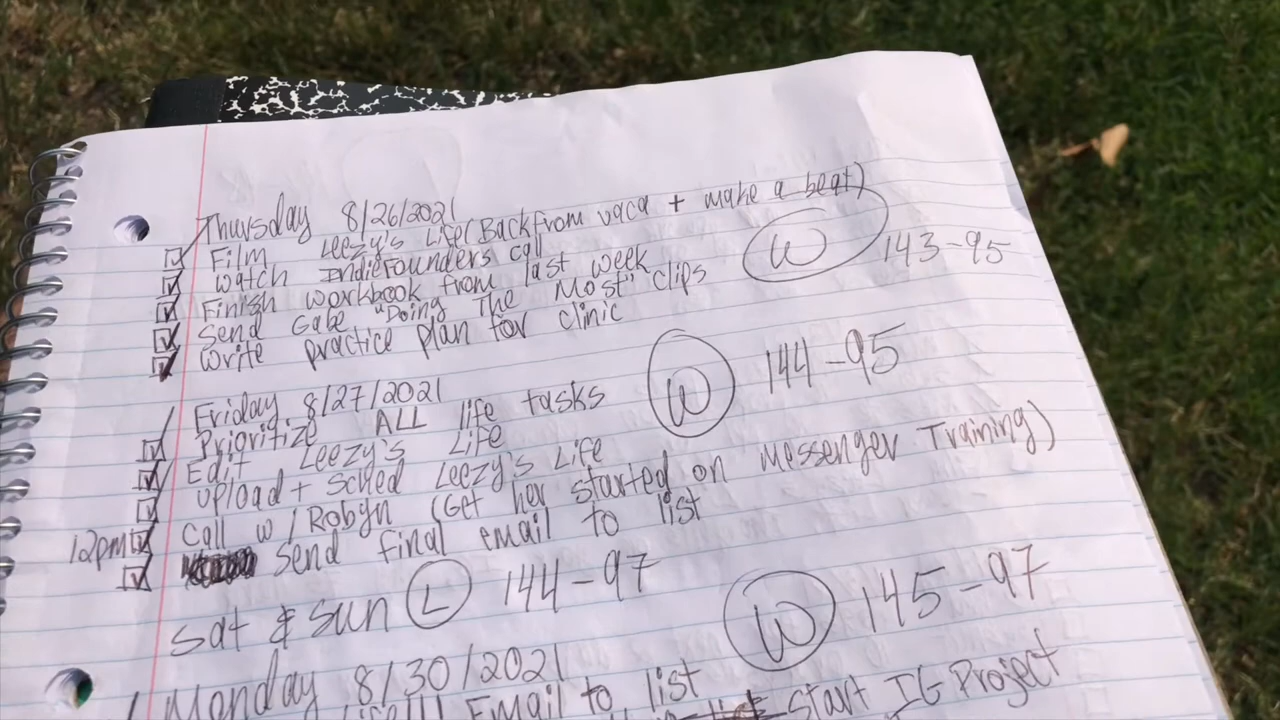 Thursday 8/26/2021
Film Leezy's Life (Back from vaca + make a beat)
Watch IndieFounders call
Finish workbook from last week
Send Gabe "Doing The Most" clips
Write practice plan for clinic
W 143-95
Friday 8/27/2021
Prioritize ALL life tasks
Edit Leezy's Life
Upload + Sched Leezy's Life
12pm Call w/ Robyn (Get her started on Messenger Training)
Send final email to list
W 144-95
Sat & Sun L 144-97
W 145-97
Monday 8/30/2021
Email to list
Start IG Project